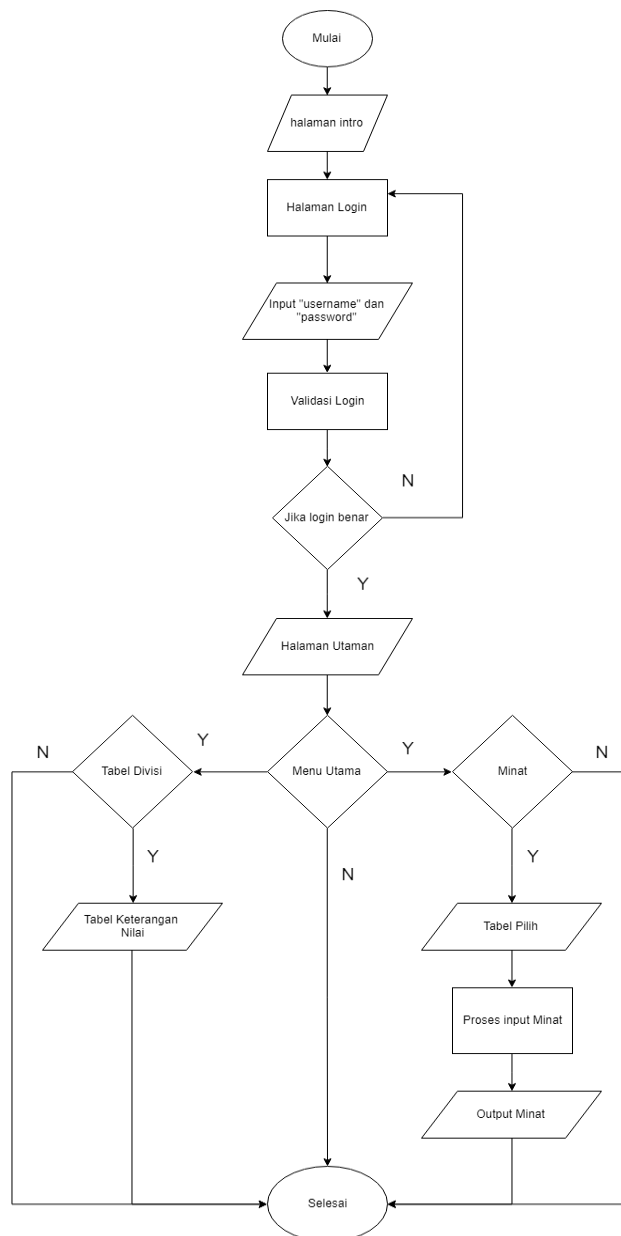 Mulai
halaman intro
Halaman Login
Input "username" dan
"password"
Validasi Login
N
Jika login benar
Y
Halaman Utaman
N
Y
Y
N
Tabel Divisi
Menu Utama
Minat
Y
N
Y
Tabel Keterangan
Nilai
Tabel Pilih
Proses input Minat
Output Minat
Selesai